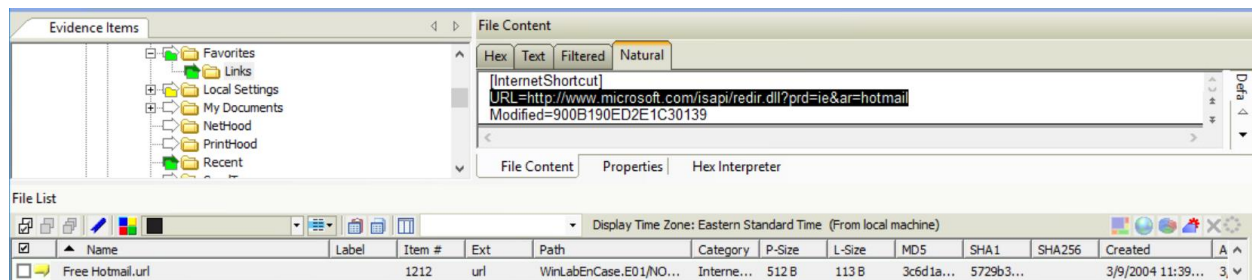 Evidence Items
Favorites
Links
Local Settings
My Documents
NetHood
PrintHood
Recent
File Content
Hex Text Filtered Natural
[InternetShortcut]
URL=http://www.microsoft.com/isapi/redir.dll?prd=ie&ar=hotmail
Modified=900B190ED2E1C30139
Defa
File Content Properties Hex Interpreter
File List
Display Time Zone: Eastern Standard Time (From local machine)
Name Label Item # Ext Path Category P-Size L-Size MD5 SHA1 SHA256 Created A
Free Hotmail.url 1212 url WinLabEnCase.E01/NO... Interne... 512 B 113 B 3c6d1a... 5729b3... 3/9/2004 11:39... 3,